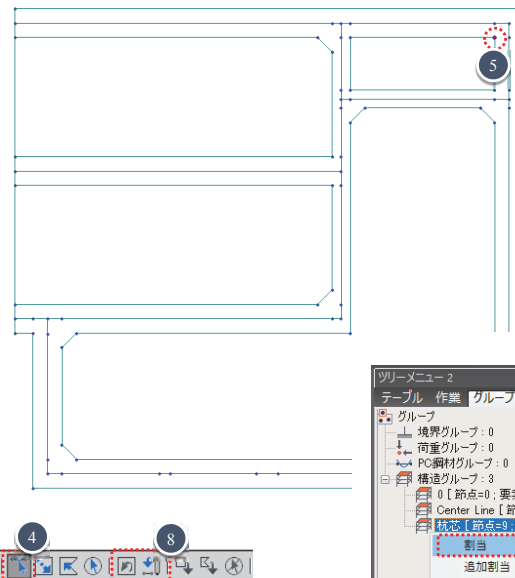 5
ツリーメニュー 2
テーブル 作業 グループ
グループ
境界グループ : 0
荷重グループ : 0
PC鋼材グループ : 0
構造グループ : 3
0 [ 節点=0 ; 要
Center Line [ 節
杭芯 [ 節点=9 ;
割当
追加割当
4
8